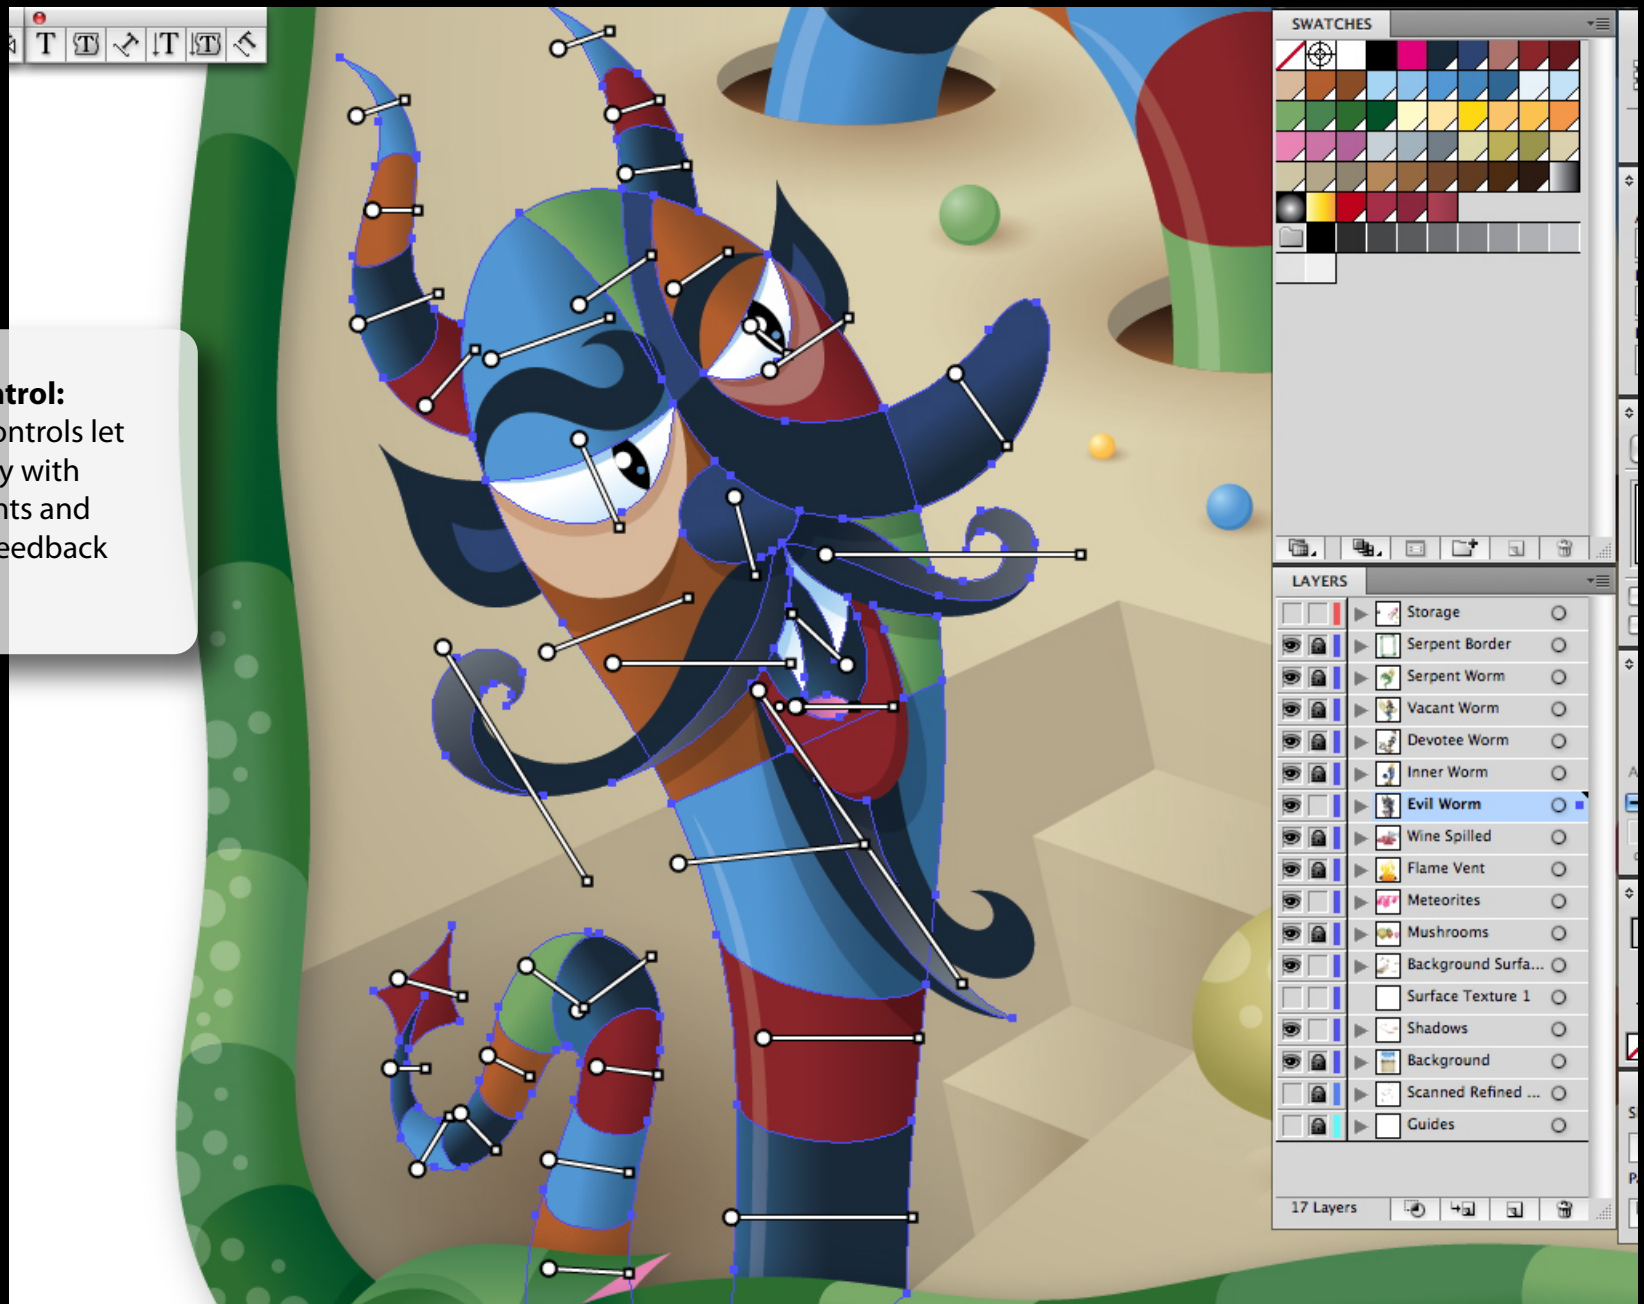 T T T T
SWATCHES
ntrol:
ontrols let
y with
nts and
eedback
LAYERS
Storage
Serpent Border
Serpent Worm
Vacant Worm
Devotee Worm
Inner Worm
Evil Worm
Wine Spilled
Flame Vent
Meteorites
Mushrooms
Background Surfa...
Surface Texture 1
Shadows
Background
Scanned Refined ...
Guides
17 Layers